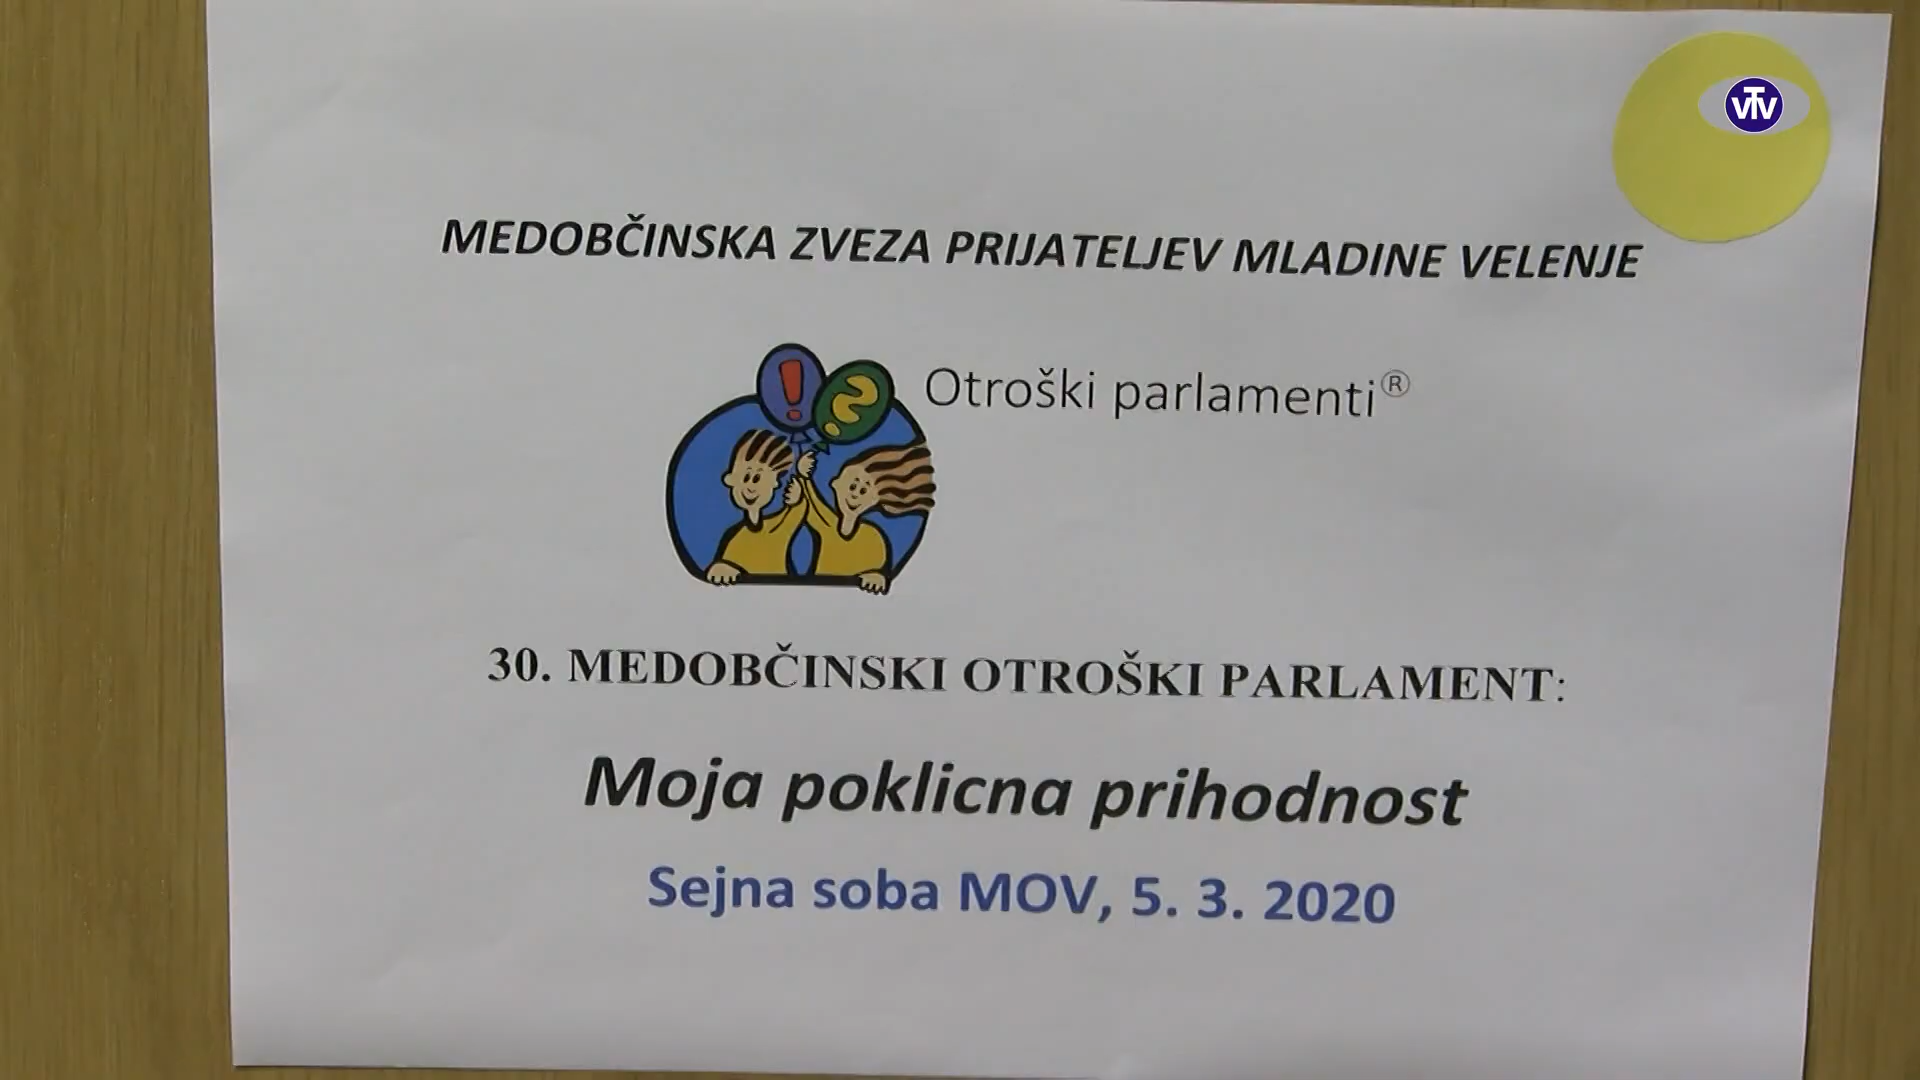 VTV
MEDOBČINSKA ZVEZA PRIJATELJEV MLADINE VELENJE
! ?
Otroški parlamenti®
30. MEDOBČINSKI OTROŠKI PARLAMENT:
Moja poklicna prihodnost
Sejna soba MOV, 5. 3. 2020